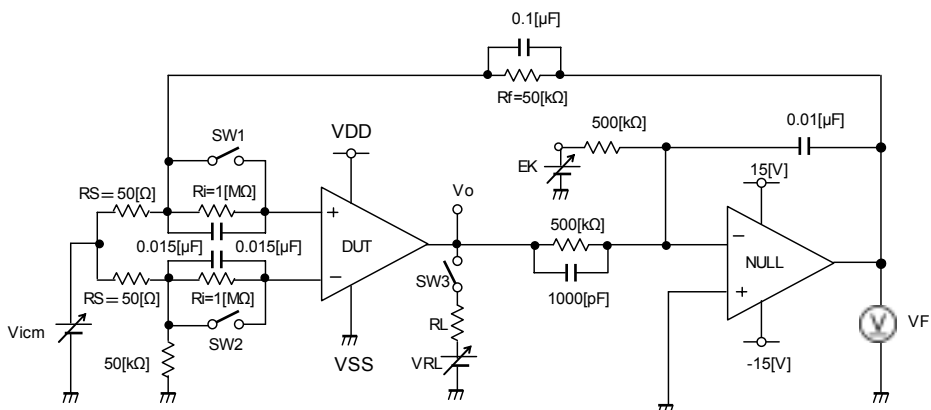 0.1[µF]
Rf=50[kΩ]
SW1
VDD
500[kΩ]
0.01[µF]
EK
15[V]
RS=50[Ω]
Ri=1[MΩ]
Vo
0.015[µF] 0.015[µF]
DUT
500[kΩ]
NULL
RS=50[Ω]
Ri=1[MΩ]
SW3
1000[pF]
Vicm
SW2
RL
V
VF
50[kΩ]
VSS
VRL
-15[V]
+
−
−
+